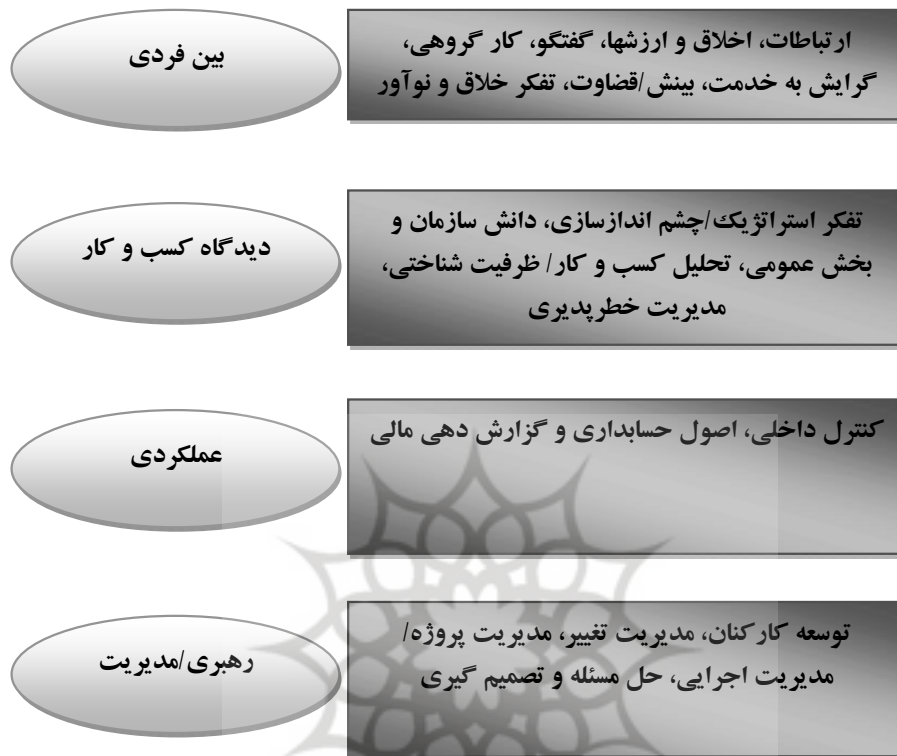 بین فردی
ارتباطات، اخلاق و ارزشها، گفتگو، کار گروهی،
گرایش به خدمت، بینش/قضاوت، تفکر خلاق و نوآور
دیدگاه کسب و کار
تفکر استراتژیک/چشم اندازسازی، دانش سازمان و
بخش عمومی، تحلیل کسب و کار/ ظرفیت شناختی،
مدیریت خطرپدیری
عملکردی
کنترل داخلی، اصول حسابداری و گزارش دهی مالی
رهبری/مدیریت
توسعه کارکنان، مدیریت تغییر، مدیریت پروژه/
مدیریت اجرایی، حل مسئله و تصمیم گیری